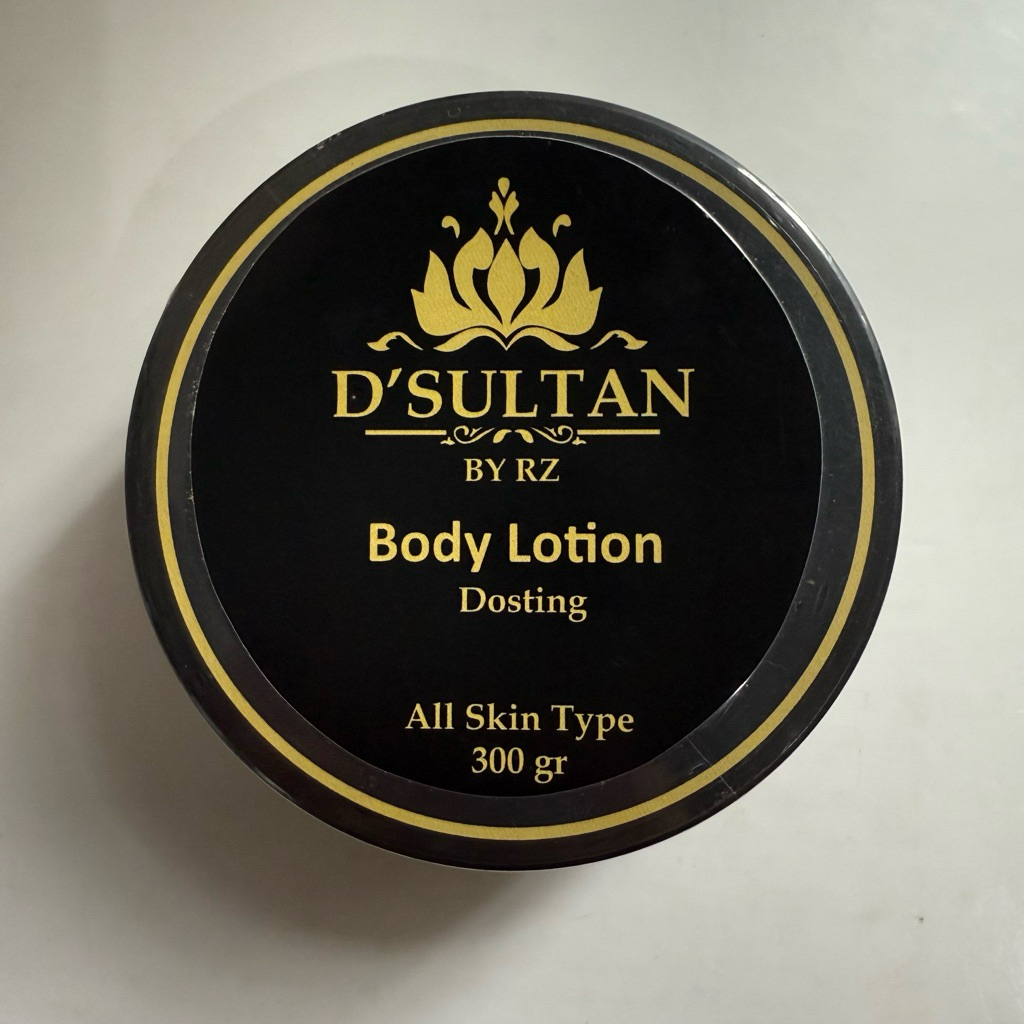 D'SULTAN
BY RZ
Body Lotion
Dosting
All Skin Type
300 gr